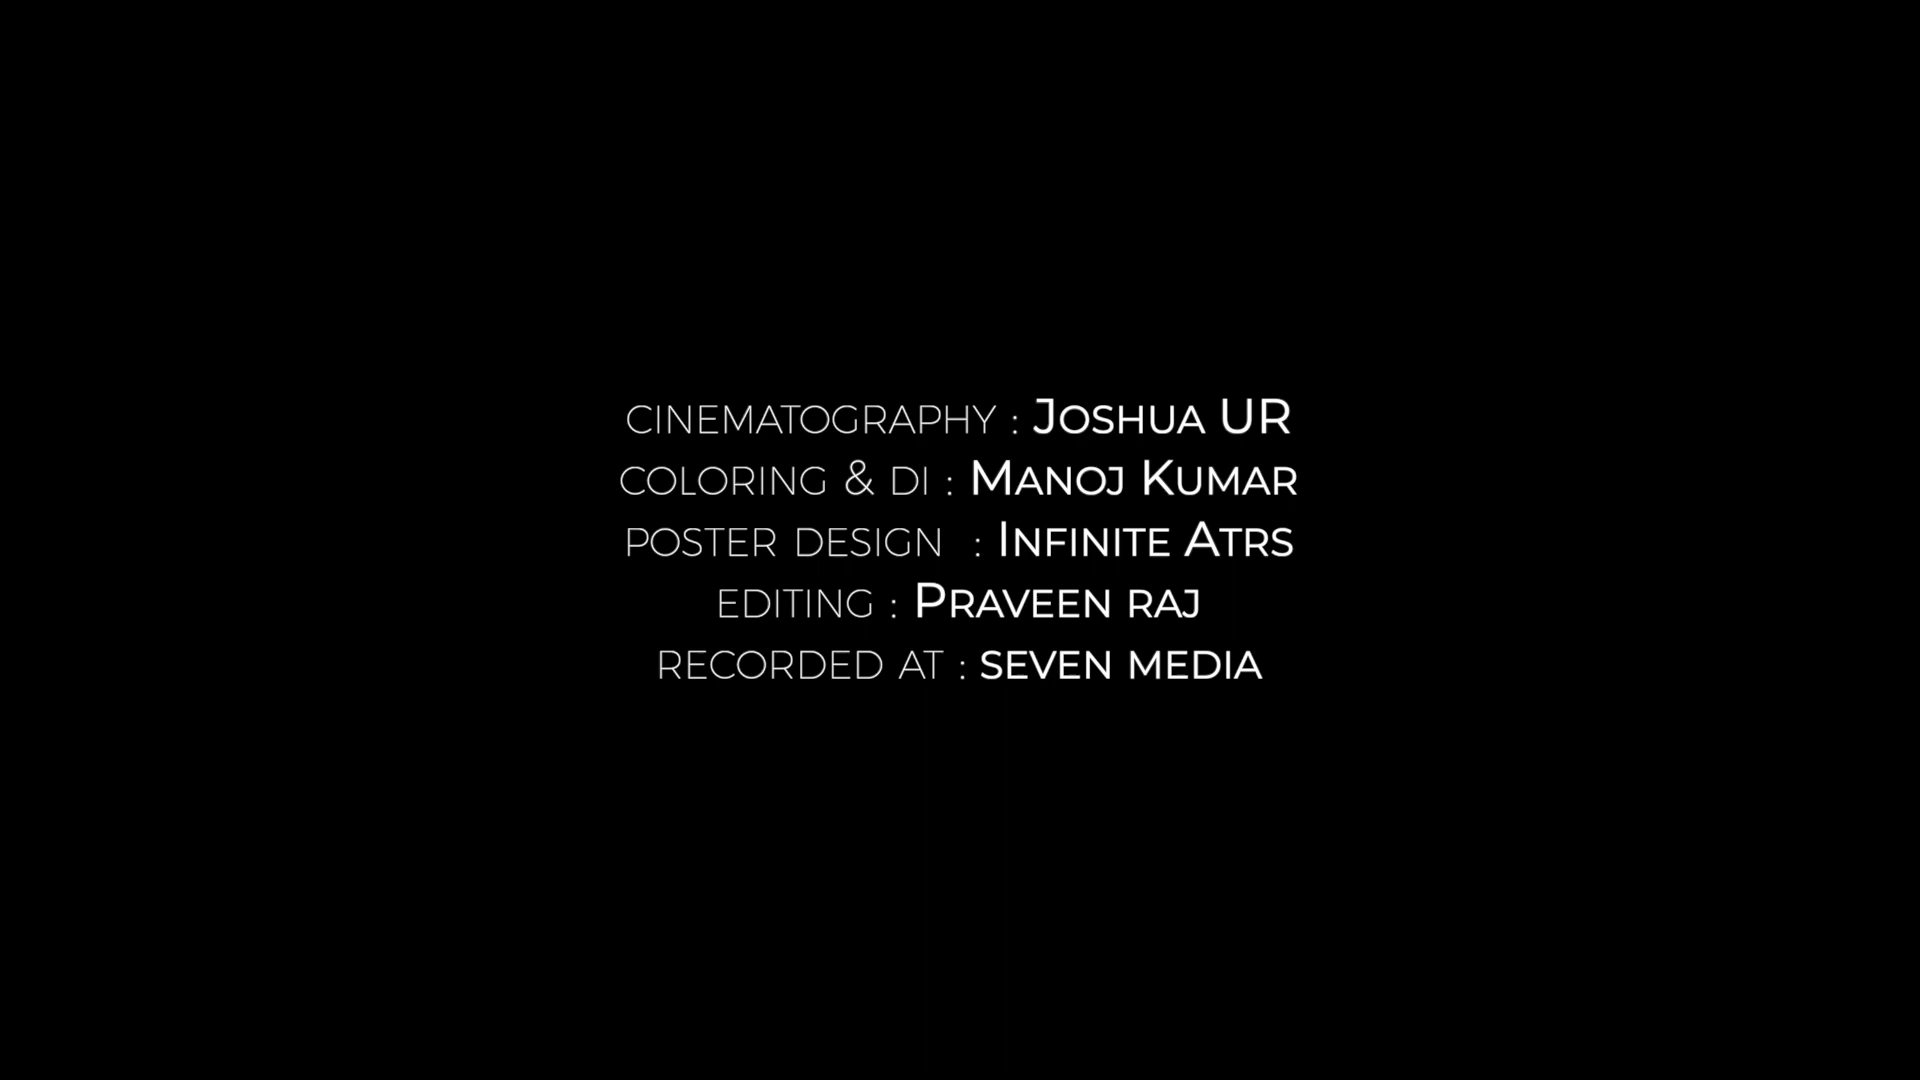 CINEMATOGRAPHY : JOSHUA UR
COLORING & DI : MANOJ KUMAR
POSTER DESIGN : INFINITE ATRS
EDITING : PRAVEEN RAJ
RECORDED AT : SEVEN MEDIA